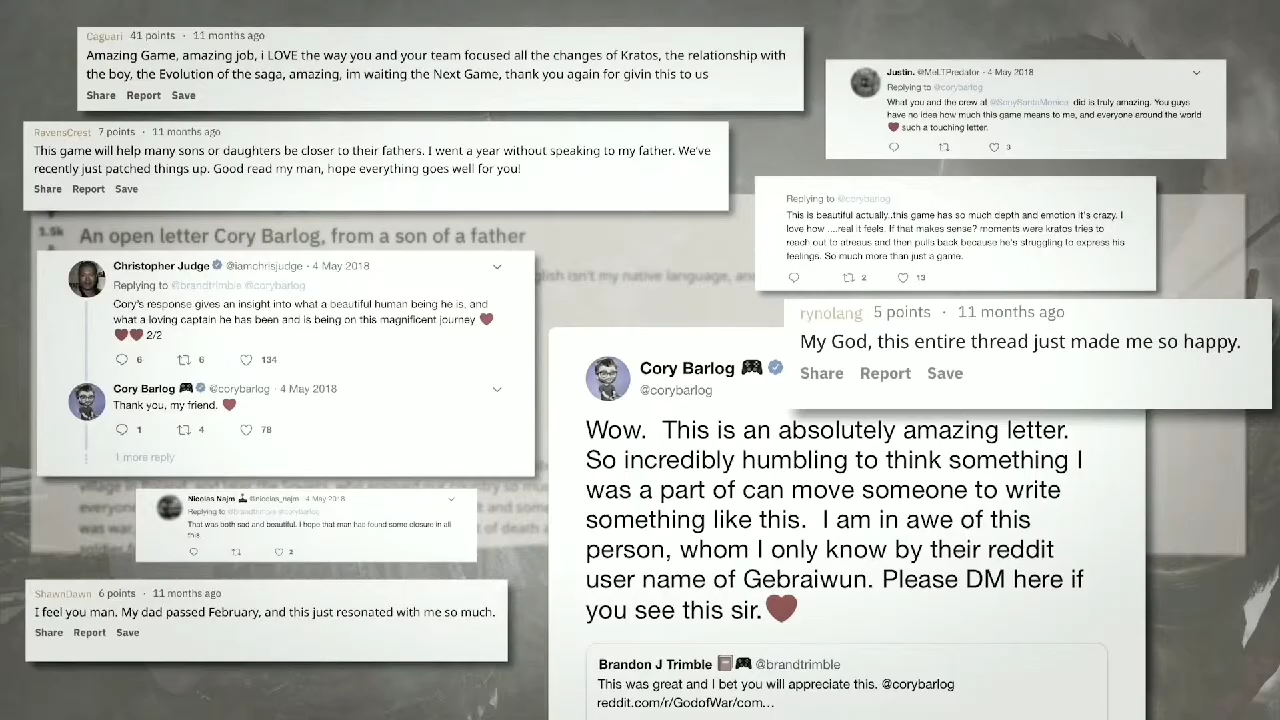 Caguari 41 points · 11 months ago
Amazing Game, amazing job, i LOVE the way you and your team focused all the changes of Kratos, the relationship with
the boy, the Evolution of the saga, amazing, im waiting the Next Game, thank you again for givin this to us
Share Report Save
RavensCrest 7 points · 11 months ago
This game will help many sons or daughters be closer to their fathers. I went a year without speaking to my father. We've
recently just patched things up. Good read my man, hope everything goes well for you!
Share Report Save
1.5k
An open letter Cory Barlog, from a son of a father
glish isn't my native language, and
Christopher Judge @iamchrisjudge · 4 May 2018
Replying to @brandtrimble @corybarlog
Cory's response gives an insight into what a beautiful human being he is, and
what a loving captain he has been and is being on this magnificent journey ❤️
❤️❤️ 2/2
6 6 134
Cory Barlog 🎮 @corybarlog · 4 May 2018
Thank you, my friend. ❤️
1 4 78
1 more reply
Nicolas Najm @nicolas_najm · 4 May 2018
Replying to @brandtrimble @corybarlog
That was both sad and beautiful. I hope that man has found some closure in all
this
2
ShawnDawn 6 points · 11 months ago
I feel you man. My dad passed February, and this just resonated with me so much.
Share Report Save
Justin. @MeLTPredator · 4 May 2018
Replying to @corybarlog
What you and the crew at @SonySantaMonica did is truly amazing. You guys
have no idea how much this game means to me, and everyone around the world
❤️ such a touching letter.
3
Replying to @corybarlog
This is beautiful actually..this game has so much depth and emotion it's crazy. I
love how ....real it feels. If that makes sense? moments were kratos tries to
reach out to atreaus and then pulls back because he's struggling to express his
feelings. So much more than just a game.
2 13
rynolang 5 points · 11 months ago
My God, this entire thread just made me so happy.
Share Report Save
Cory Barlog 🎮
@corybarlog
Wow. This is an absolutely amazing letter.
So incredibly humbling to think something I
was a part of can move someone to write
something like this. I am in awe of this
person, whom I only know by their reddit
user name of Gebraiwun. Please DM here if
you see this sir.❤️
Brandon J Trimble 📕🎮 @brandtrimble
This was great and I bet you will appreciate this. @corybarlog
reddit.com/r/GodofWar/com...